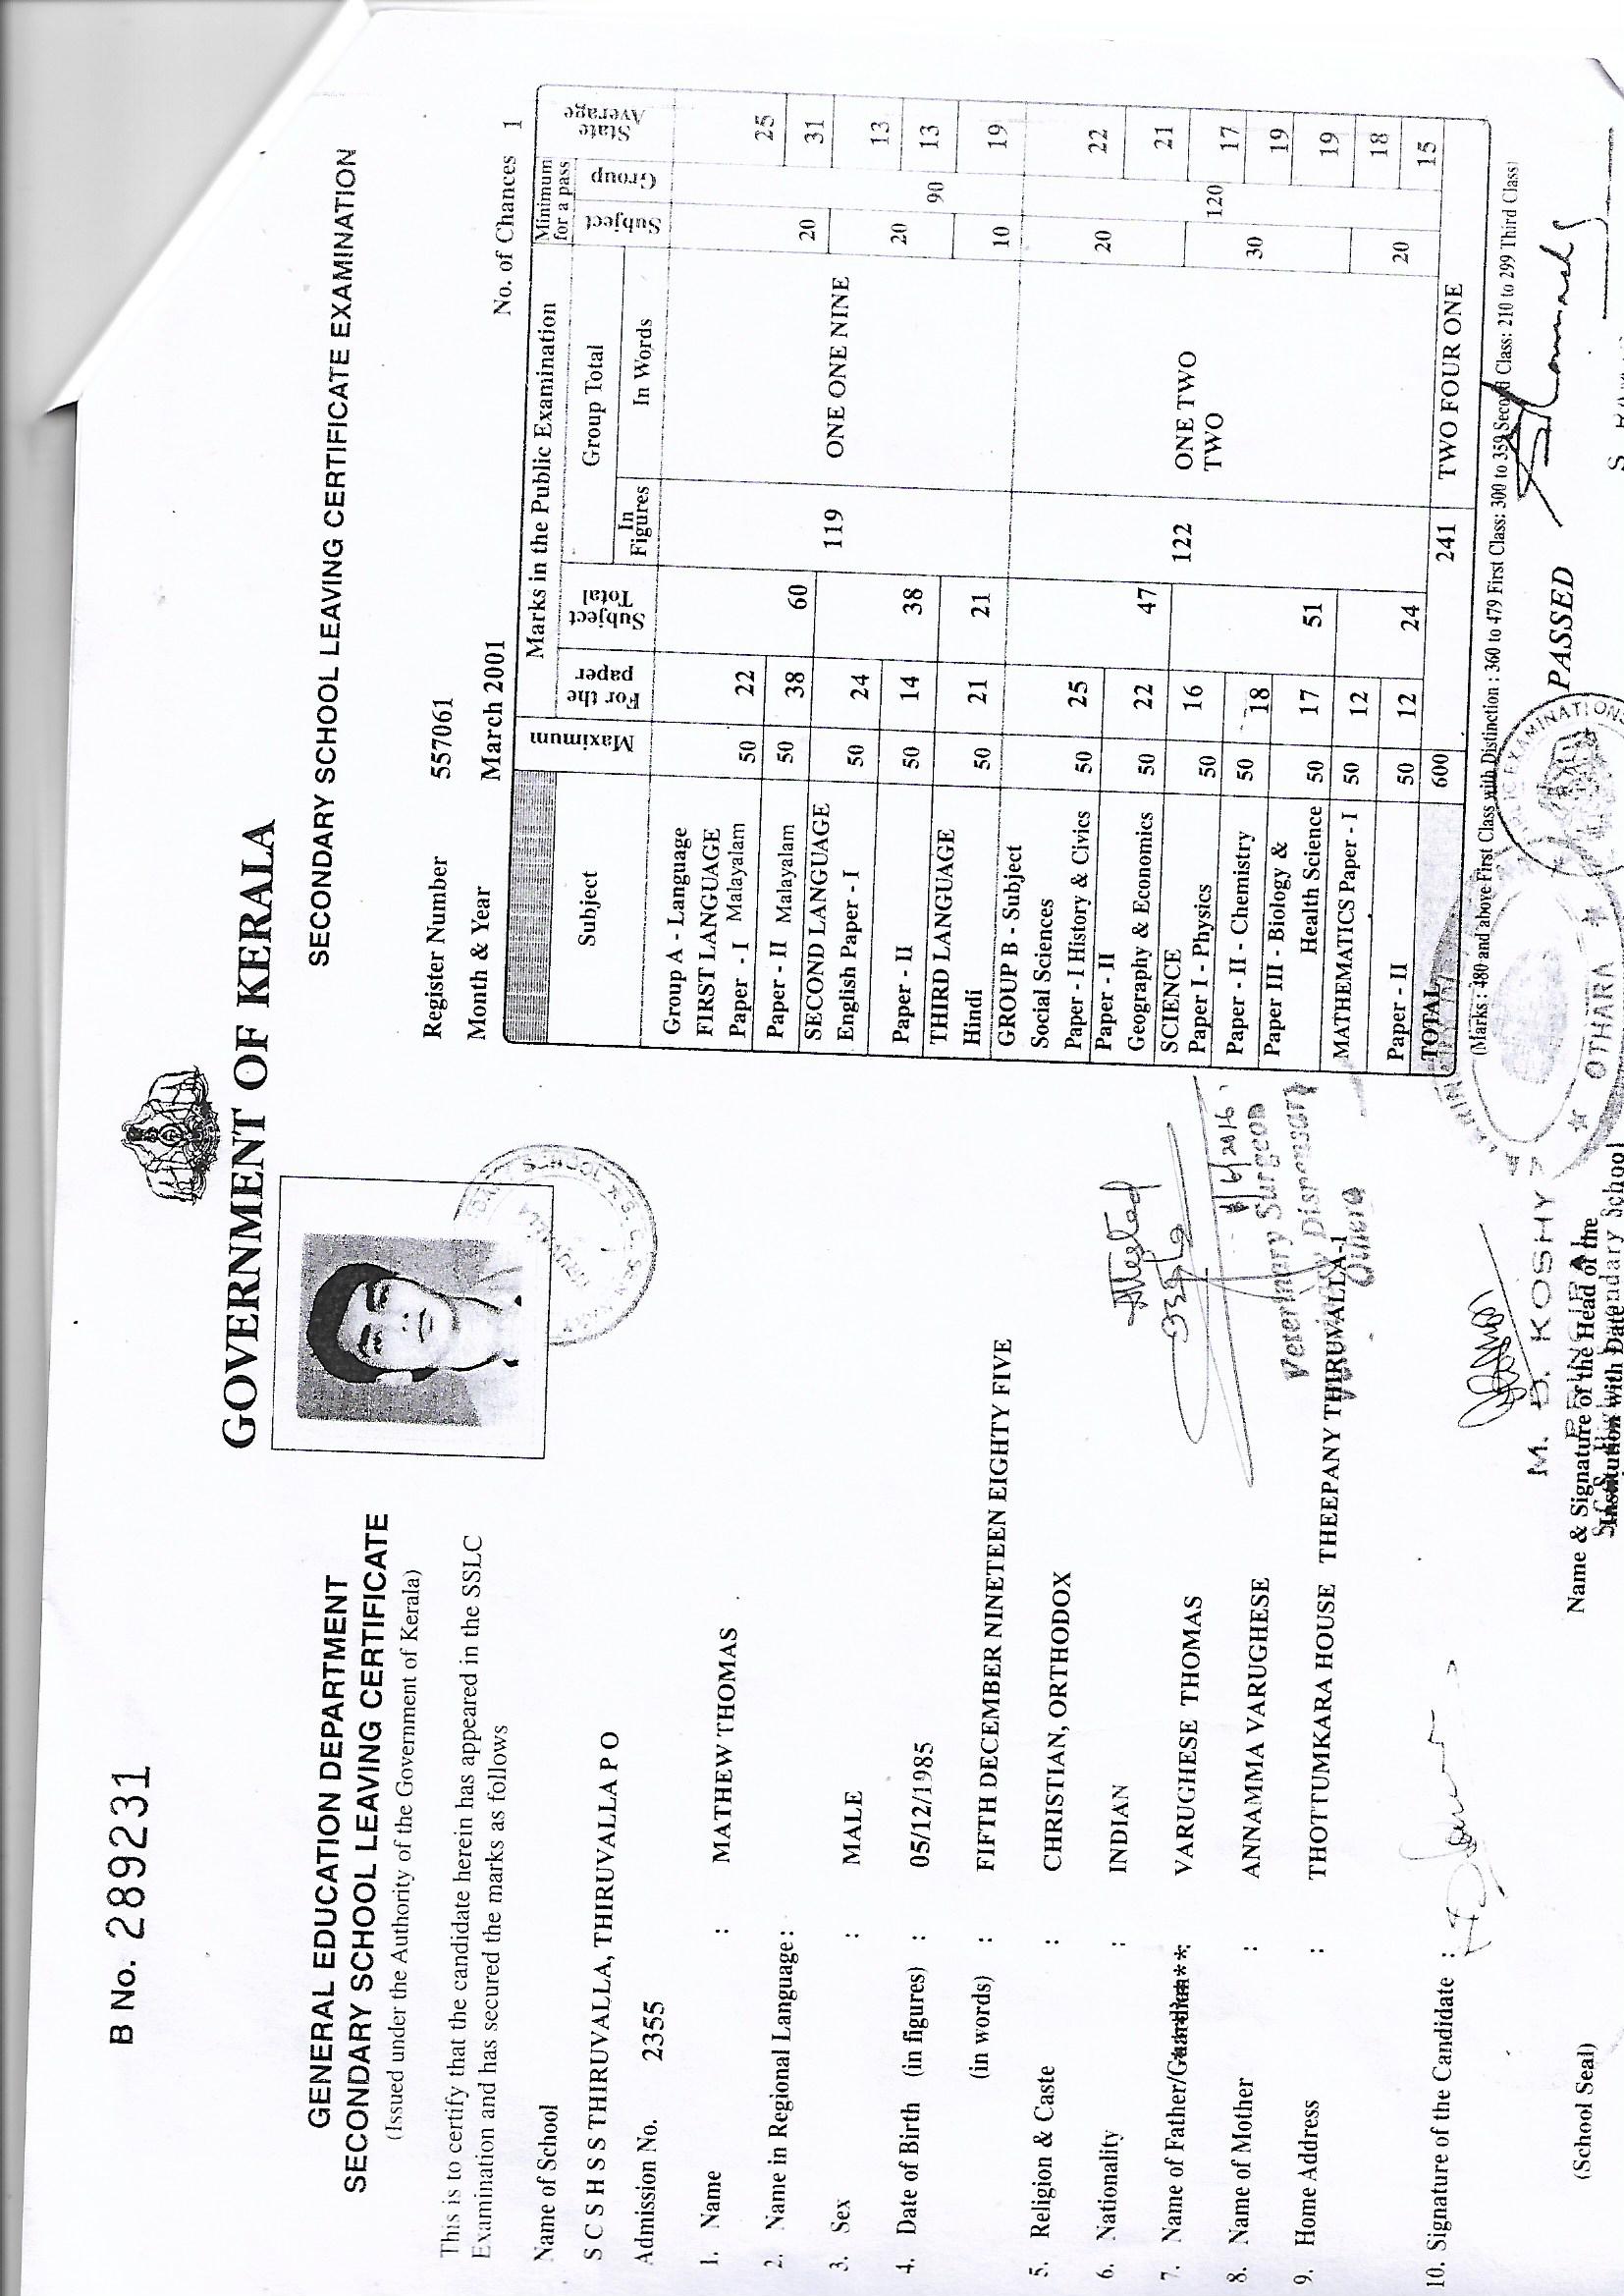 B No. 289231
GOVERNMENT OF KERALA
GENERAL EDUCATION DEPARTMENT
SECONDARY SCHOOL LEAVING CERTIFICATE
(Issued under the Authority of the Government of Kerala)
This is to certify that the candidate herein has appeared in the SSLC
Examination and has secured the marks as follows
Name of School
S C S H S S THIRUVALLA, THIRUVALLA P O
Admission No. 2355
1. Name : MATHEW THOMAS
2. Name in Regional Language :
3. Sex : MALE
4. Date of Birth (in figures) : 05/12/1985
(in words) : FIFTH DECEMBER NINETEEN EIGHTY FIVE
5. Religion & Caste : CHRISTIAN, ORTHODOX
6. Nationality : INDIAN
7. Name of Father/Guardian** : VARUGHESE THOMAS
8. Name of Mother : ANNAMMA VARUGHESE
9. Home Address : THOTTUMKARA HOUSE THEEPANY THIRUVALLA-1
10. Signature of the Candidate :
(School Seal)
Attested
Veterinary Surgeon
Dispensary
M. D. KOSHY
Name & Signature of the Head of the
Institution with Date
SECONDARY SCHOOL LEAVING CERTIFICATE EXAMINATION
Register Number 557061
Month & Year March 2001 No. of Chances 1
Subject Maximum Marks in the Public Examination Minimum for a pass State Average
For the paper Subject Total Group Total Subject Group
In Figures In Words
Group A - Language
FIRST LANGUAGE
Paper - I Malayalam 50 22 25
Paper - II Malayalam 50 38 60 20 31
SECOND LANGUAGE
English Paper - I 50 24 119 ONE ONE NINE 13
Paper - II 50 14 38 20 90 13
THIRD LANGUAGE
Hindi 50 21 21 10 19
GROUP B - Subject
Social Sciences
Paper - I History & Civics 50 25 20 22
Paper - II
Geography & Economics 50 22 47 21
SCIENCE
Paper I - Physics 50 16 122 ONE TWO TWO 120 17
Paper - II - Chemistry 50 18 30 19
Paper III - Biology &
Health Science 50 17 51 19
MATHEMATICS Paper - I 50 12 18
Paper - II 50 12 24 20 15
TOTAL 600 241 TWO FOUR ONE
(Marks : 480 and above First Class with Distinction : 360 to 479 First Class: 300 to 359 Second Class: 210 to 299 Third Class)
PASSED
OTHARA